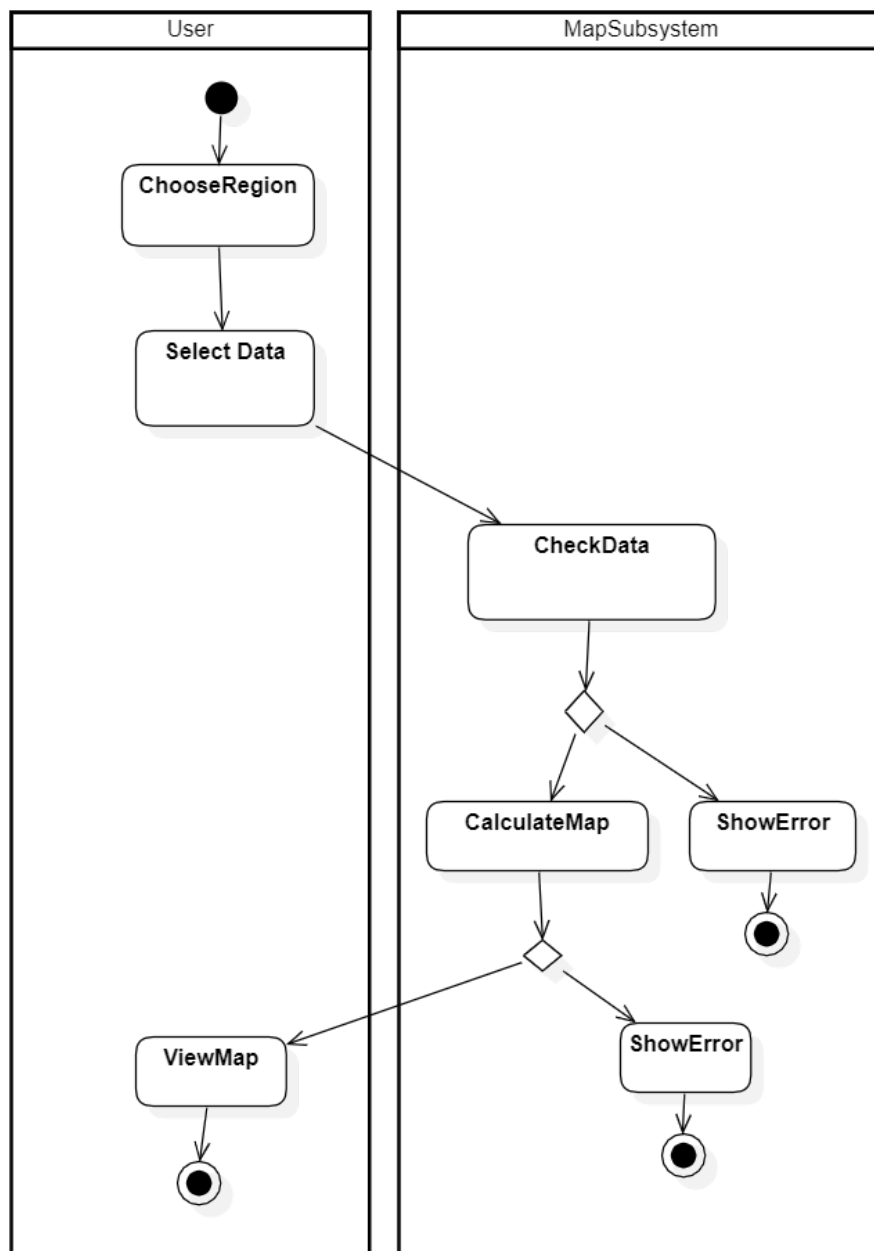 User
MapSubsystem
ChooseRegion
Select Data
CheckData
CalculateMap
ShowError
ViewMap
ShowError